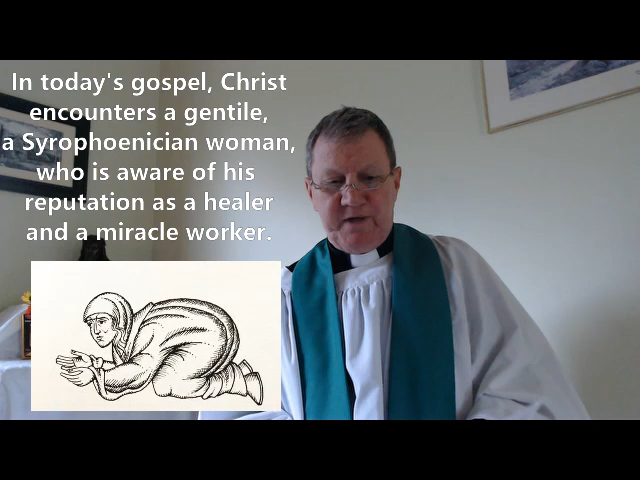 In today's gospel, Christ
encounters a gentile,
a Syrophoenician woman,
who is aware of his
reputation as a healer
and a miracle worker.